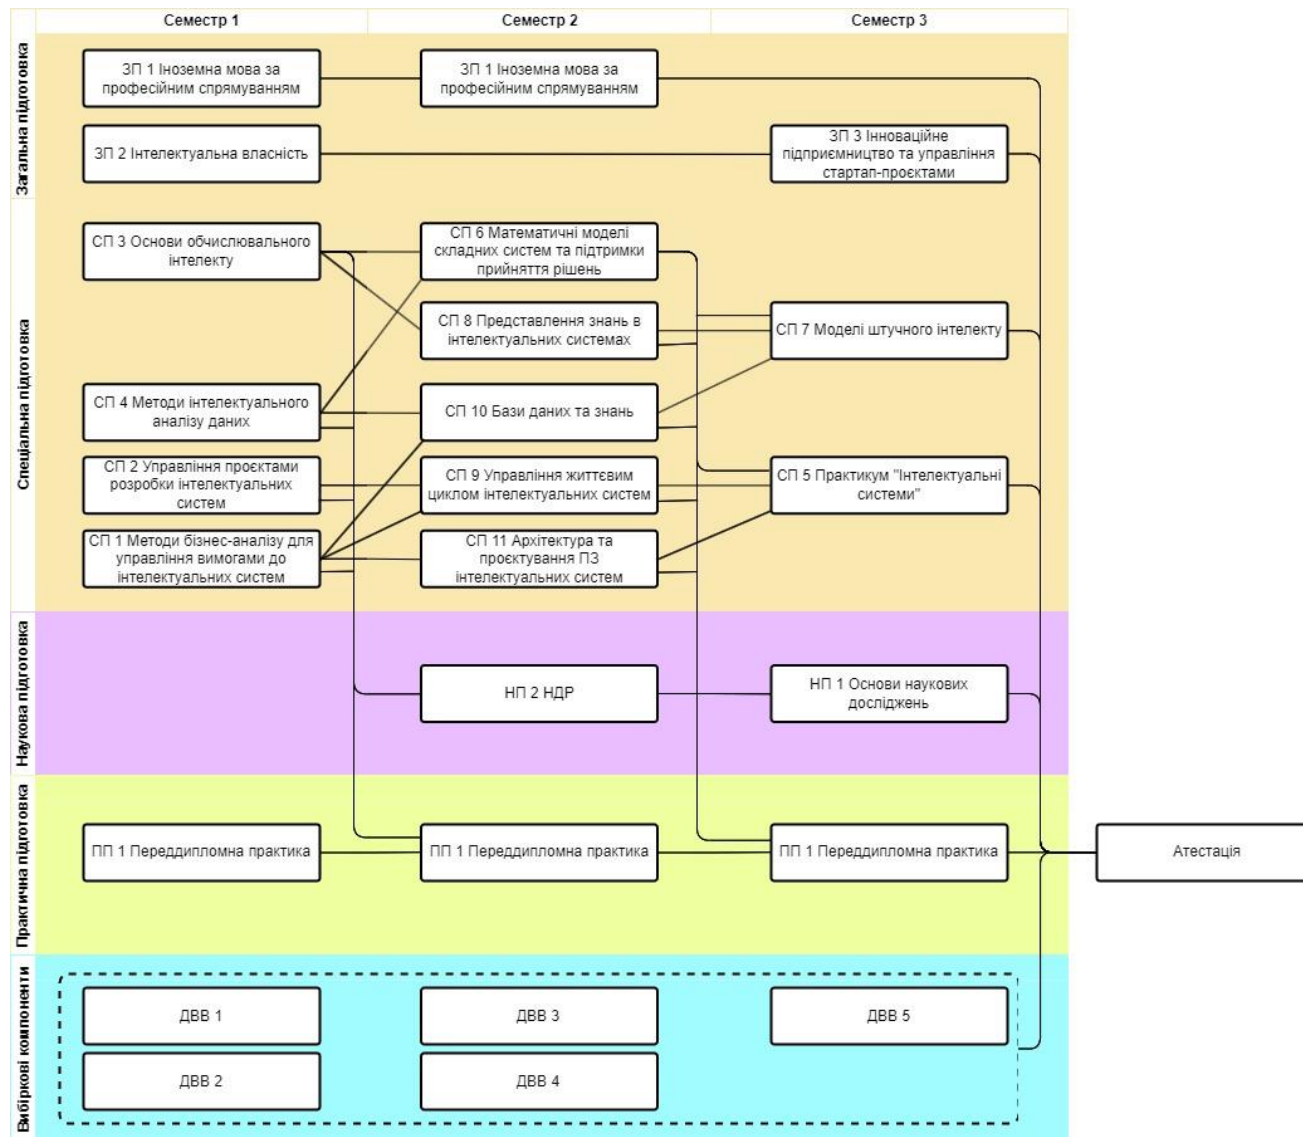 Семестр 1
Семестр 2
Семестр 3
Загальна підготовка
ЗП 1 Іноземна мова за
професійним спрямуванням
ЗП 1 Іноземна мова за
професійним спрямуванням
ЗП 2 Інтелектуальна власність
ЗП 3 Інноваційне
підприємництво та управління
стартап-проєктами
Спеціальна підготовка
СП 3 Основи обчислювального
інтелекту
СП 6 Математичні моделі
складних систем та підтримки
прийняття рішень
СП 8 Представлення знань в
інтелектуальних системах
СП 7 Моделі штучного інтелекту
СП 4 Методи інтелектуального
аналізу даних
СП 10 Бази даних та знань
СП 2 Управління проєктами
розробки інтелектуальних
систем
СП 9 Управління життєвим
циклом інтелектуальних систем
СП 5 Практикум "Інтелектуальні
системи"
СП 1 Методи бізнес-аналізу для
управління вимогами до
інтелектуальних систем
СП 11 Архітектура та
проєктування ПЗ
інтелектуальних систем
Наукова підготовка
НП 2 НДР
НП 1 Основи наукових
досліджень
Практична підготовка
ПП 1 Переддипломна практика
ПП 1 Переддипломна практика
ПП 1 Переддипломна практика
Атестація
Вибіркові компоненти
ДВВ 1
ДВВ 3
ДВВ 5
ДВВ 2
ДВВ 4